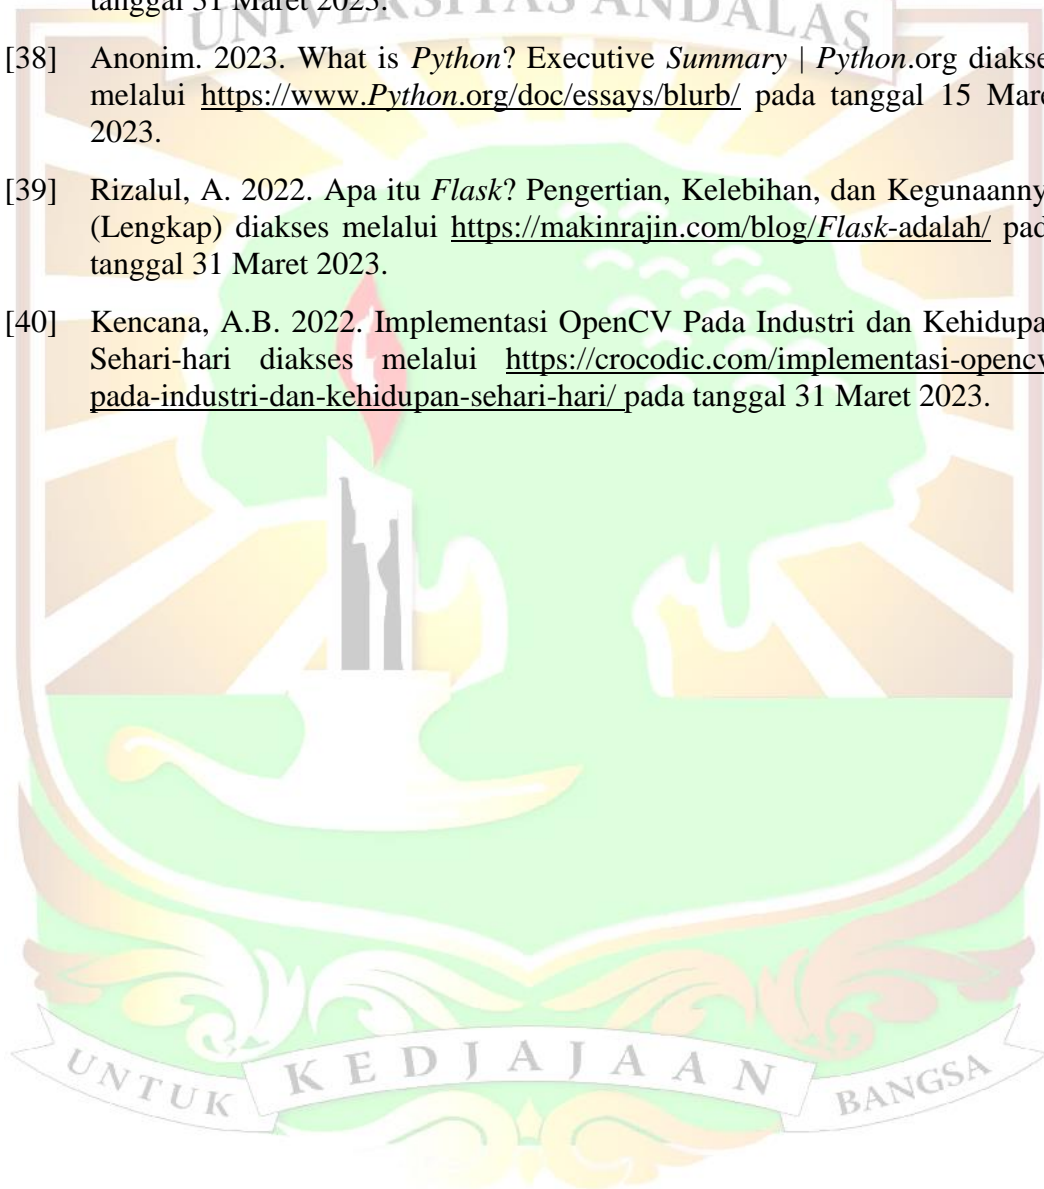 tanggal 31 Maret 2023.
UNIVERSITAS ANDALAS
[38] Anonim. 2023. What is Python? Executive Summary | Python.org diakse
melalui https://www.Python.org/doc/essays/blurb/ pada tanggal 15 Mare
2023.
[39] Rizalul, A. 2022. Apa itu Flask? Pengertian, Kelebihan, dan Kegunaanny
(Lengkap) diakses melalui https://makinrajin.com/blog/Flask-adalah/ pad
tanggal 31 Maret 2023.
[40] Kencana, A.B. 2022. Implementasi OpenCV Pada Industri dan Kehidupa
Sehari-hari diakses melalui https://crocodic.com/implementasi-opencv
pada-industri-dan-kehidupan-sehari-hari/ pada tanggal 31 Maret 2023.
UNTUK KEDJAJAAN BANGSA